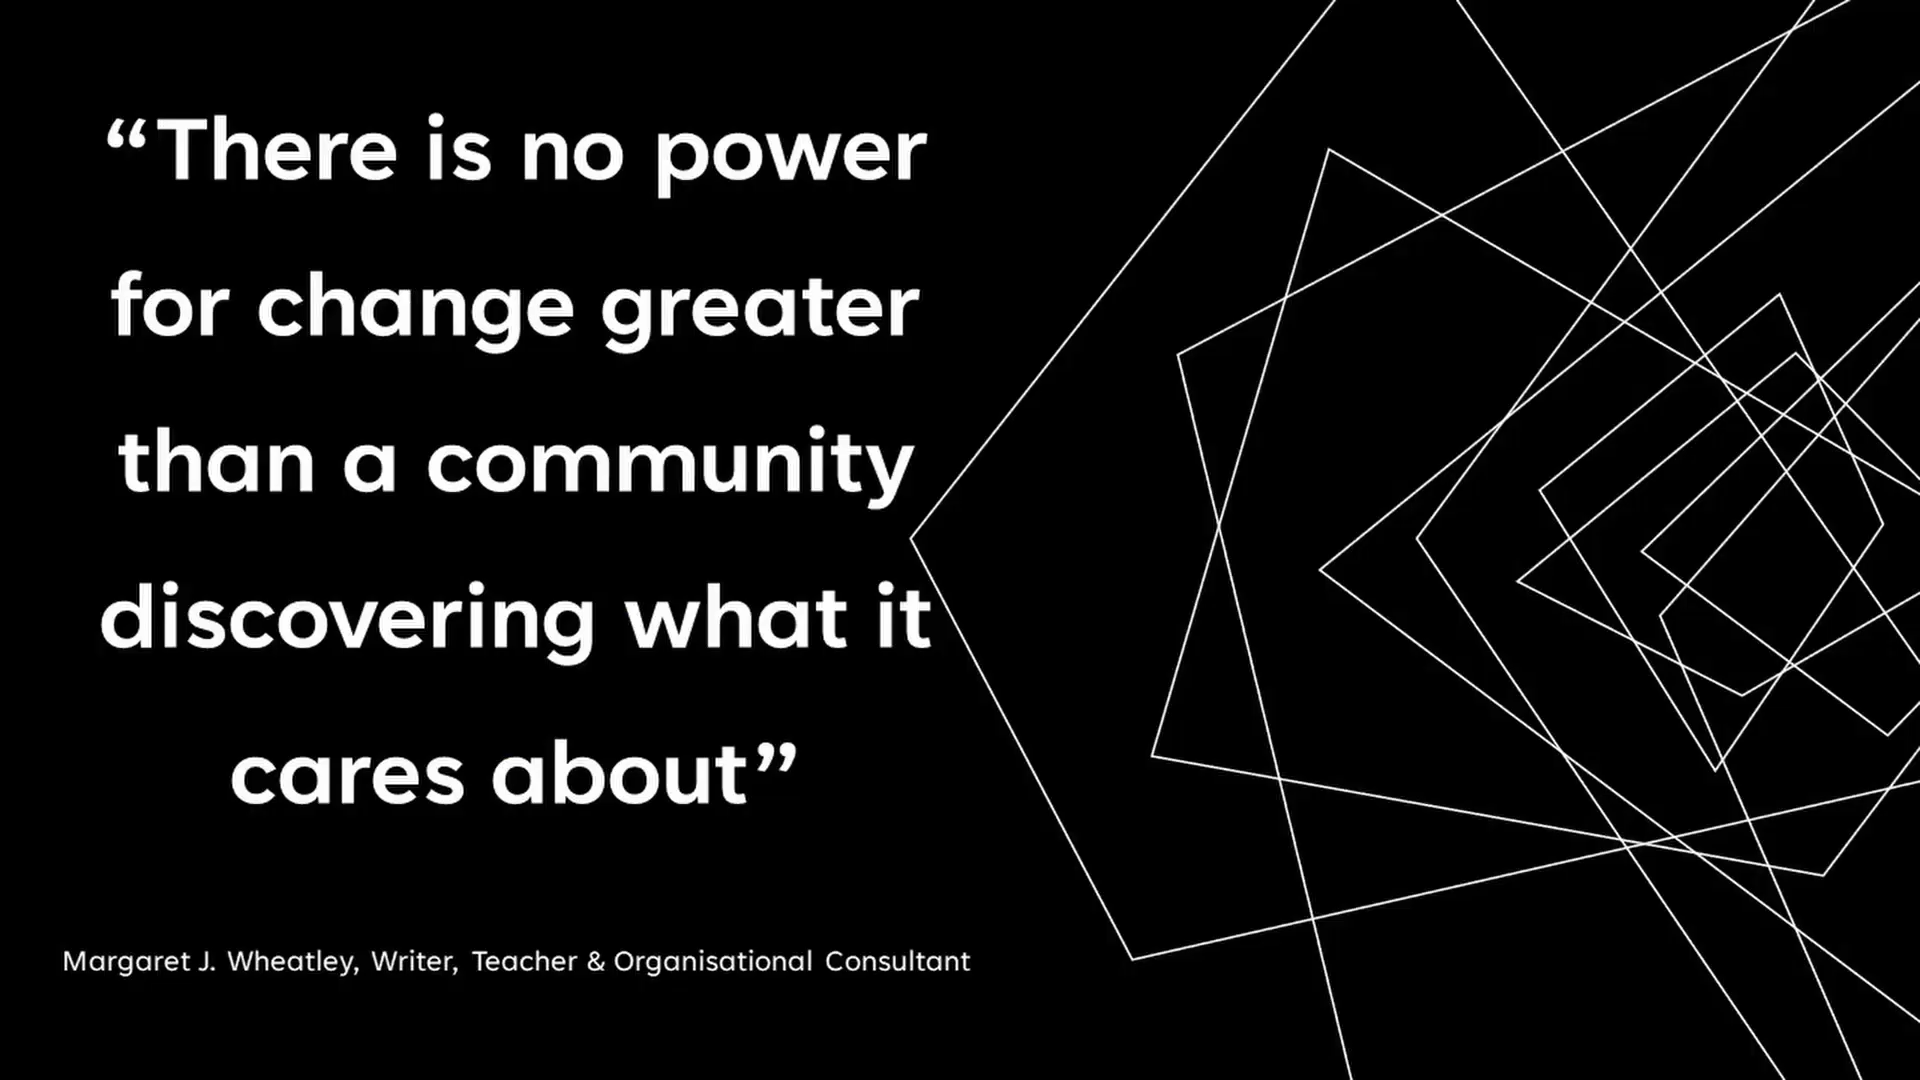 “There is no power
for change greater
than a community
discovering what it
cares about”
Margaret J. Wheatley, Writer, Teacher & Organisational Consultant